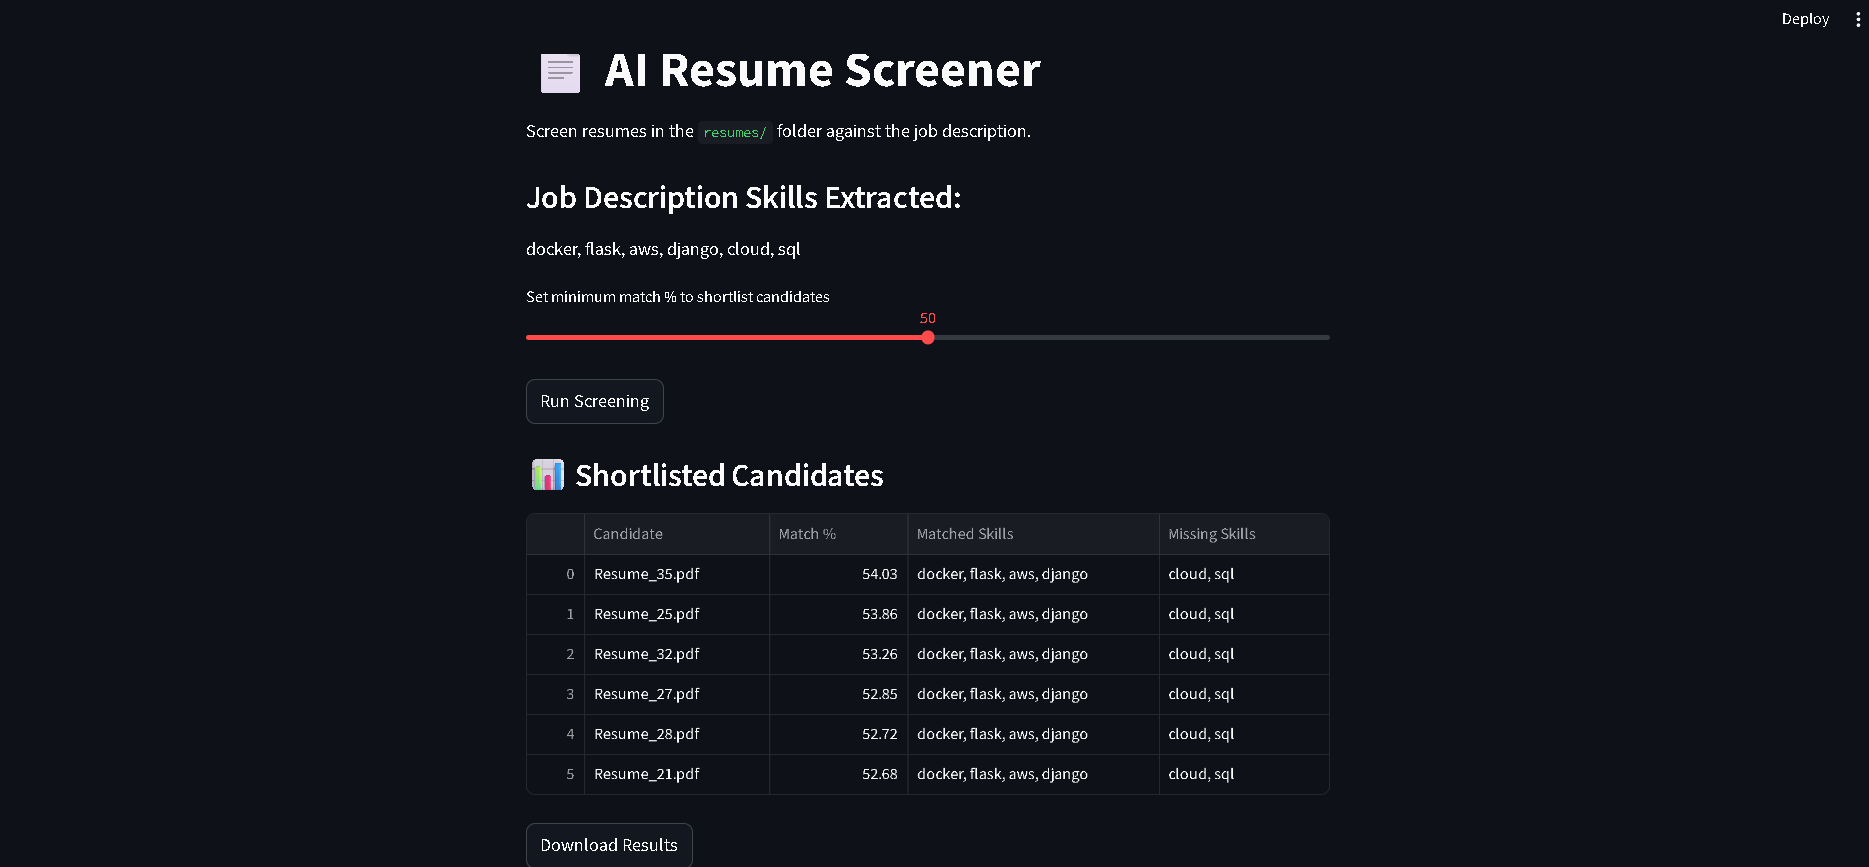 Deploy
AI Resume Screener
Screen resumes in the resumes/ folder against the job description.
Job Description Skills Extracted:
docker, flask, aws, django, cloud, sql
Set minimum match % to shortlist candidates
50
Run Screening
Shortlisted Candidates
Candidate Match % Matched Skills Missing Skills
0 Resume_35.pdf 54.03 docker, flask, aws, django cloud, sql
1 Resume_25.pdf 53.86 docker, flask, aws, django cloud, sql
2 Resume_32.pdf 53.26 docker, flask, aws, django cloud, sql
3 Resume_27.pdf 52.85 docker, flask, aws, django cloud, sql
4 Resume_28.pdf 52.72 docker, flask, aws, django cloud, sql
5 Resume_21.pdf 52.68 docker, flask, aws, django cloud, sql
Download Results